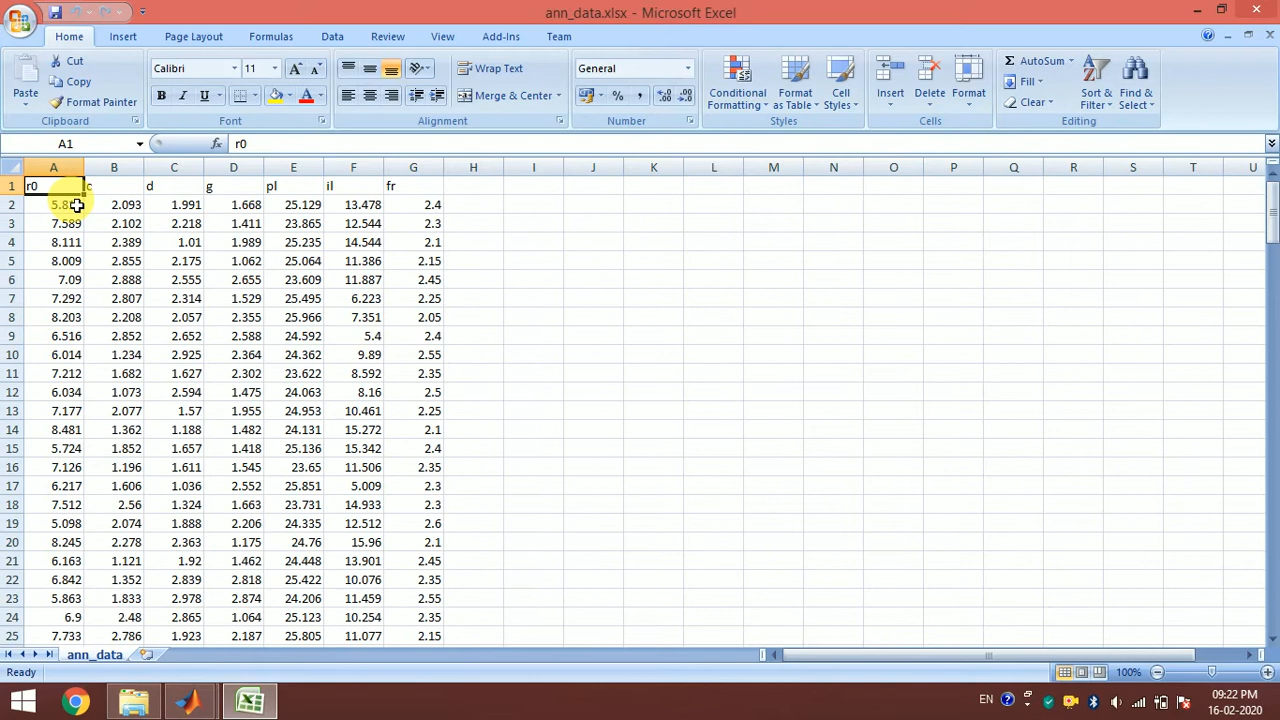 ann_data.xlsx - Microsoft Excel
Home Insert Page Layout Formulas Data Review View Add-Ins Team
Paste Cut Calibri 11 Wrap Text General Conditional Formatting Format as Table Cell Styles Insert Delete Format AutoSum Sort & Filter Find & Select
Copy Fill
Format Painter Merge & Center Clear
Clipboard Font Alignment Number Styles Cells Editing
A1 fx r0
A B C D E F G H I J K L M N O P Q R S T U
1 r0 c d g pl il fr
2 2.093 1.991 1.668 25.129 13.478 2.4
3 7.589 2.102 2.218 1.411 23.865 12.544 2.3
4 8.111 2.389 1.01 1.989 25.235 14.544 2.1
5 8.009 2.855 2.175 1.062 25.064 11.386 2.15
6 7.09 2.888 2.555 2.655 23.609 11.887 2.45
7 7.292 2.807 2.314 1.529 25.495 6.223 2.25
8 8.203 2.208 2.057 2.355 25.966 7.351 2.05
9 6.516 2.852 2.652 2.588 24.592 5.4 2.4
10 6.014 1.234 2.925 2.364 24.362 9.89 2.55
11 7.212 1.682 1.627 2.302 23.622 8.592 2.35
12 6.034 1.073 2.594 1.475 24.063 8.16 2.5
13 7.177 2.077 1.57 1.955 24.953 10.461 2.25
14 8.481 1.362 1.188 1.482 24.131 15.272 2.1
15 5.724 1.852 1.657 1.418 25.136 15.342 2.4
16 7.126 1.196 1.611 1.545 23.65 11.506 2.35
17 6.217 1.606 1.036 2.552 25.851 5.009 2.3
18 7.512 2.56 1.324 1.663 23.731 14.933 2.3
19 5.098 2.074 1.888 2.206 24.335 12.512 2.6
20 8.245 2.278 2.363 1.175 24.76 15.96 2.1
21 6.163 1.121 1.92 1.462 24.448 13.901 2.45
22 6.842 1.352 2.839 2.818 25.422 10.076 2.35
23 5.863 1.833 2.978 2.874 24.206 11.459 2.55
24 6.9 2.48 2.865 1.064 25.123 10.254 2.35
25 7.733 2.786 1.923 2.187 25.805 11.077 2.15
ann_data
Ready 100%
EN 09:22 PM
16-02-2020